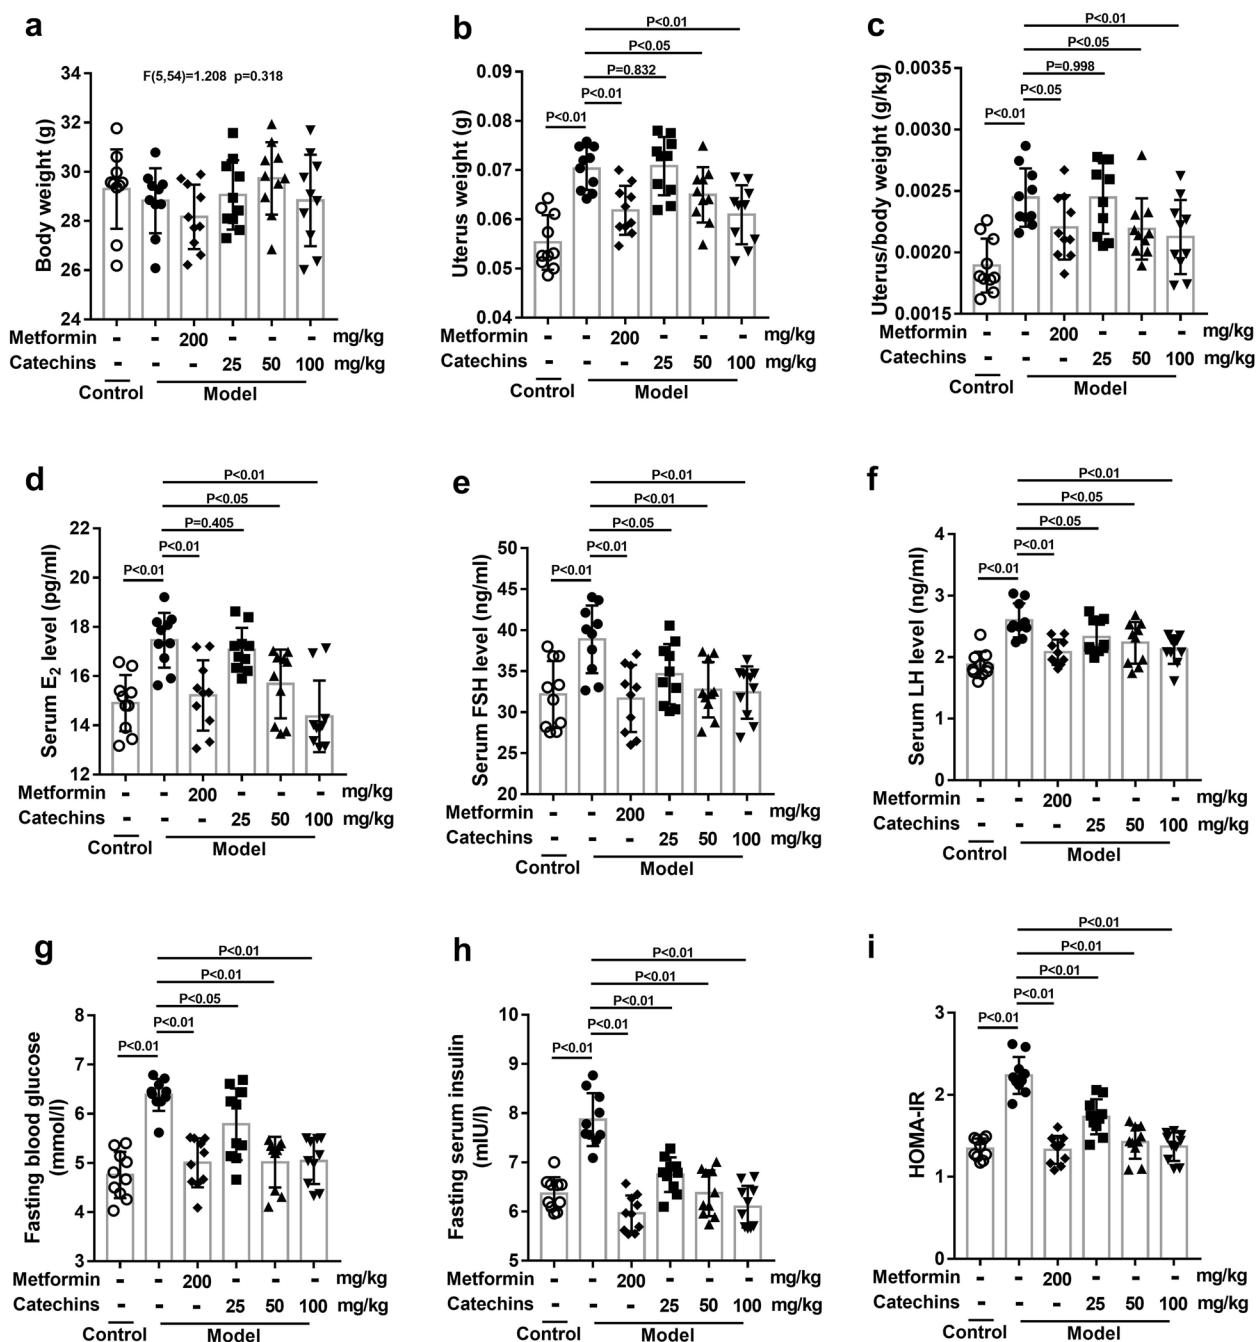 a
F(5,54)=1.208 p=0.318
Body weight (g)
34
32
30
28
26
24
Metformin - - 200 - - - mg/kg
Catechins - - - 25 50 100 mg/kg
Control Model
b
P<0.01
P<0.05
P=0.832
P<0.01
P<0.01
Uterus weight (g)
0.09
0.08
0.07
0.06
0.05
0.04
Metformin - - 200 - - - mg/kg
Catechins - - - 25 50 100 mg/kg
Control Model
c
P<0.01
P<0.05
P=0.998
P<0.05
P<0.01
Uterus/body weight (g/kg)
0.0035
0.0030
0.0025
0.0020
0.0015
Metformin - - 200 - - - mg/kg
Catechins - - - 25 50 100 mg/kg
Control Model
d
P<0.01
P<0.05
P=0.405
P<0.01
P<0.01
Serum E2 level (pg/ml)
22
20
18
16
14
12
Metformin - - 200 - - - mg/kg
Catechins - - - 25 50 100 mg/kg
Control Model
e
P<0.01
P<0.01
P<0.05
P<0.01
P<0.01
Serum FSH level (ng/ml)
50
45
40
35
30
25
20
Metformin - - 200 - - - mg/kg
Catechins - - - 25 50 100 mg/kg
Control Model
f
P<0.01
P<0.05
P<0.05
P<0.01
P<0.01
Serum LH level (ng/ml)
4
3
2
1
0
Metformin - - 200 - - - mg/kg
Catechins - - - 25 50 100 mg/kg
Control Model
g
P<0.01
P<0.01
P<0.05
P<0.01
P<0.01
Fasting blood glucose
(mmol/l)
8
7
6
5
4
3
Metformin - - 200 - - - mg/kg
Catechins - - - 25 50 100 mg/kg
Control Model
h
P<0.01
P<0.01
P<0.01
P<0.01
P<0.01
Fasting serum insulin
(mIU/l)
10
9
8
7
6
5
Metformin - - 200 - - - mg/kg
Catechins - - - 25 50 100 mg/kg
Control Model
i
P<0.01
P<0.01
P<0.01
P<0.01
P<0.01
HOMA-IR
3
2
1
0
Metformin - - 200 - - - mg/kg
Catechins - - - 25 50 100 mg/kg
Control Model